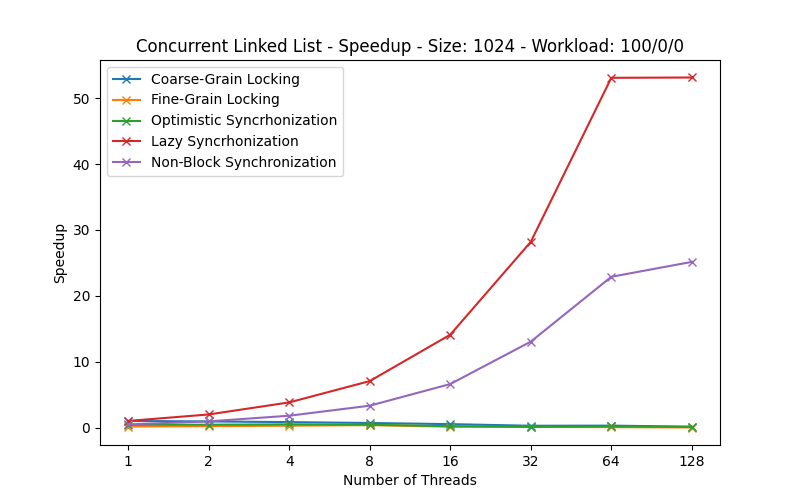 Concurrent Linked List - Speedup - Size: 1024 - Workload: 100/0/0
Coarse-Grain Locking
Fine-Grain Locking
Optimistic Syncrhonization
Lazy Syncrhonization
Non-Block Synchronization
Speedup
50
40
30
20
10
0
1 2 4 8 16 32 64 128
Number of Threads